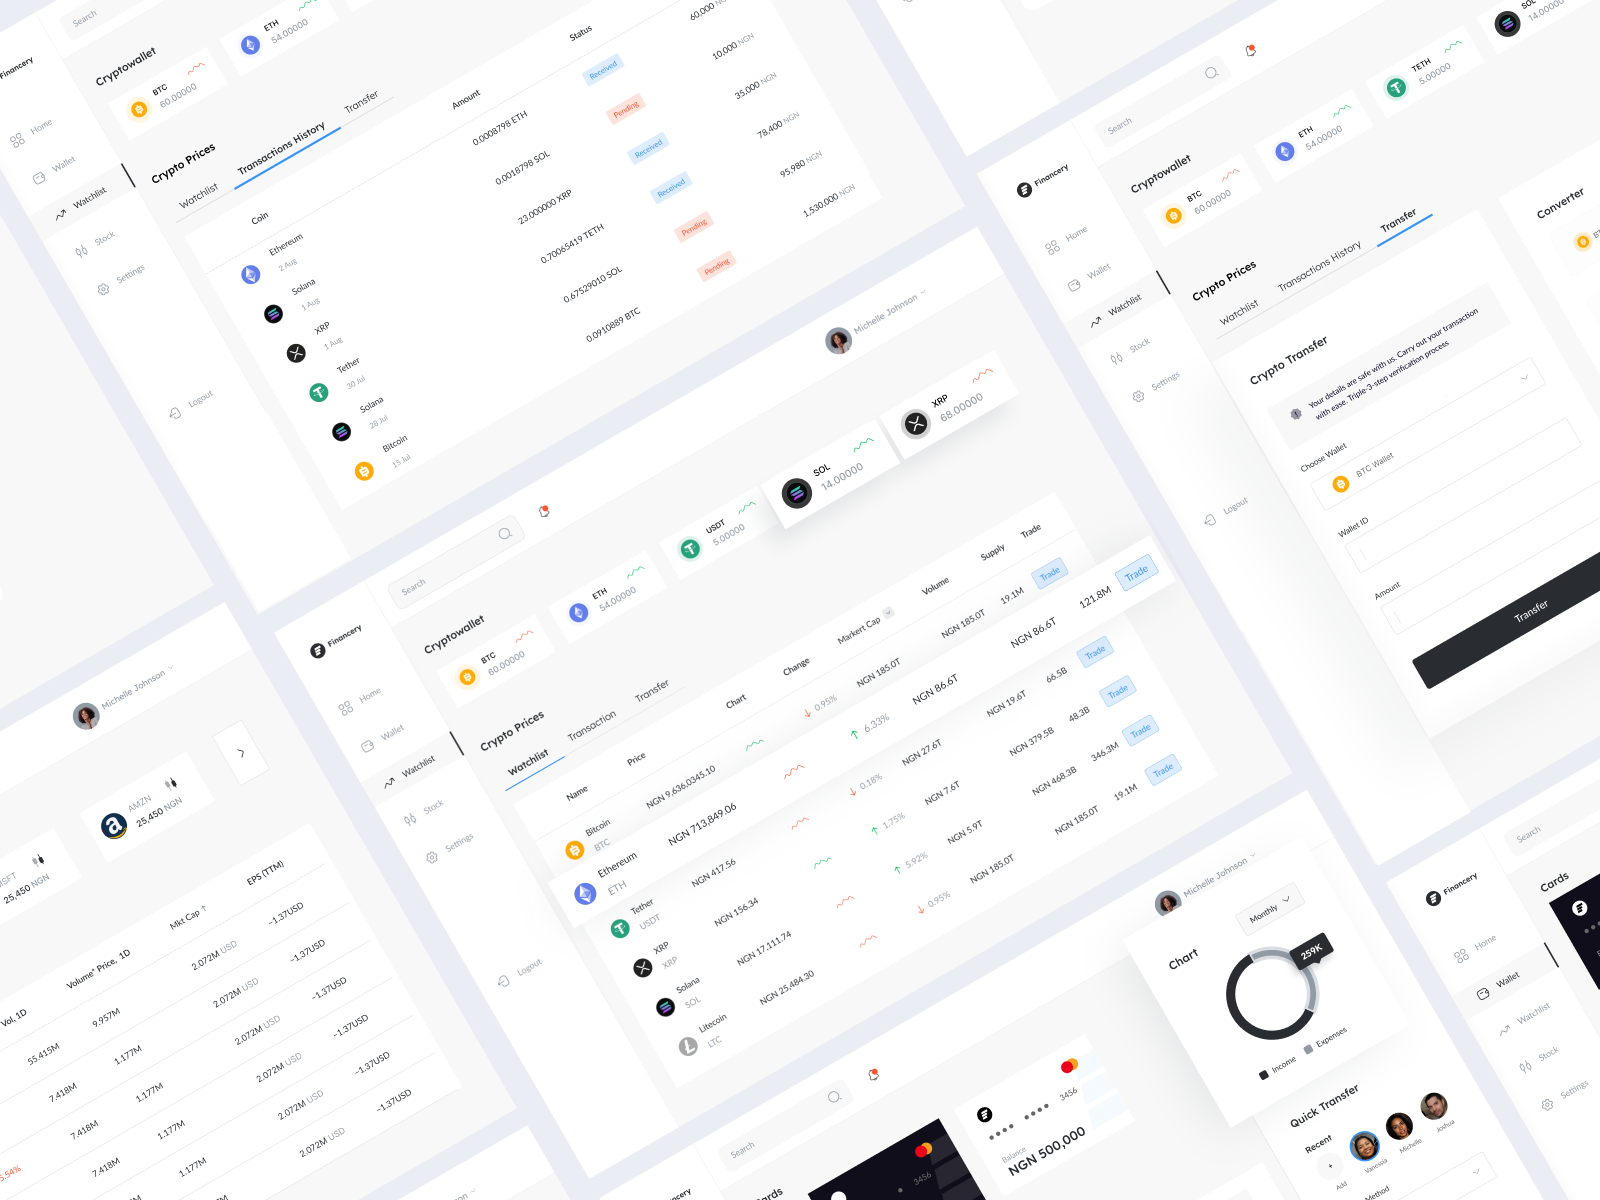 Search
Financery
Cryptowallet
BTC
60.00000
ETH
54.00000
Home
Wallet
Watchlist
Stock
Settings
Logout
Crypto Prices
Watchlist
Transactions History
Transfer
Coin
Amount
Status
Ethereum
2 Aug
0.0008798 ETH
Received
60,000 NGN
Solana
1 Aug
0.0018798 SOL
Pending
10,000 NGN
XRP
1 Aug
23.000000 XRP
Received
35,000 NGN
Tether
30 Jul
0.70065419 TETH
Received
78,400 NGN
Solana
28 Jul
0.67529010 SOL
Pending
95,980 NGN
Bitcoin
15 Jul
0.0910889 BTC
Pending
1,530,000 NGN
Search
Financery
Cryptowallet
BTC
60.00000
ETH
54.00000
TETH
5.00000
SOL
14.00000
Home
Wallet
Watchlist
Stock
Settings
Logout
Crypto Prices
Watchlist
Transactions History
Transfer
Crypto Transfer
Your details are safe with us. Carry out your transaction
with ease. Triple-3-step verification process
Choose Wallet
BTC Wallet
Wallet ID
Amount
Transfer
Converter
Michelle Johnson
Search
Financery
Cryptowallet
BTC
60.00000
ETH
54.00000
USDT
5.00000
SOL
14.00000
XRP
68.00000
Home
Wallet
Watchlist
Stock
Settings
Logout
Crypto Prices
Watchlist
Transaction
Transfer
Name
Price
Chart
Change
Markert Cap
Volume
Supply
Trade
Bitcoin
BTC
NGN 9,636,0345.10
0.95%
NGN 185.0T
NGN 185.0T
19.1M
Trade
Ethereum
ETH
NGN 713,849.06
6.33%
NGN 86.6T
NGN 86.6T
121.8M
Trade
Tether
USDT
NGN 417.56
0.18%
NGN 27.6T
NGN 19.6T
66.5B
Trade
XRP
XRP
NGN 156.34
1.75%
NGN 7.6T
NGN 379.5B
48.3B
Trade
Solana
SOL
NGN 17,111.74
5.92%
NGN 5.9T
NGN 468.3B
346.3M
Trade
Litecoin
LTC
NGN 25,484.30
0.95%
NGN 185.0T
NGN 185.0T
19.1M
Trade
Michelle Johnson
MSFT
25,450 NGN
AMZN
25,450 NGN
Vol, 1D
Volume* Price, 1D
Mkt Cap
EPS (TTM)
55.415M
9.957M
2.072M USD
-1.37USD
7.418M
1.177M
2.072M USD
-1.37USD
7.418M
1.177M
2.072M USD
-1.37USD
7.418M
1.177M
2.072M USD
-1.37USD
1.177M
2.072M USD
-1.37USD
2.072M USD
-1.37USD
5.54%
Michelle Johnson
Search
Cards
3456
3456
Balance
NGN 500,000
Michelle Johnson
Chart
Monthly
259K
Income
Expenses
Quick Transfer
Recent
Add
Vanessa
Michelle
Joshua
Method
Search
Financery
Cards
Home
Wallet
Watchlist
Stock
Settings
Financery